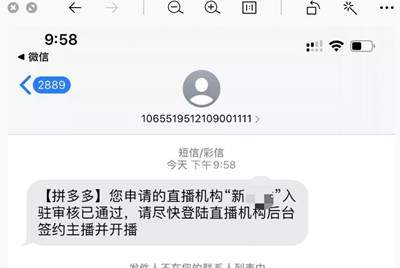 1:1
9:58
微信
2889
1065519512109001111
短信/彩信
今天 下午9:58
【拼多多】您申请的直播机构“新 ”入
驻审核已通过，请尽快登陆直播机构后台
签约主播并开播
发件人不在您的联系人列表中